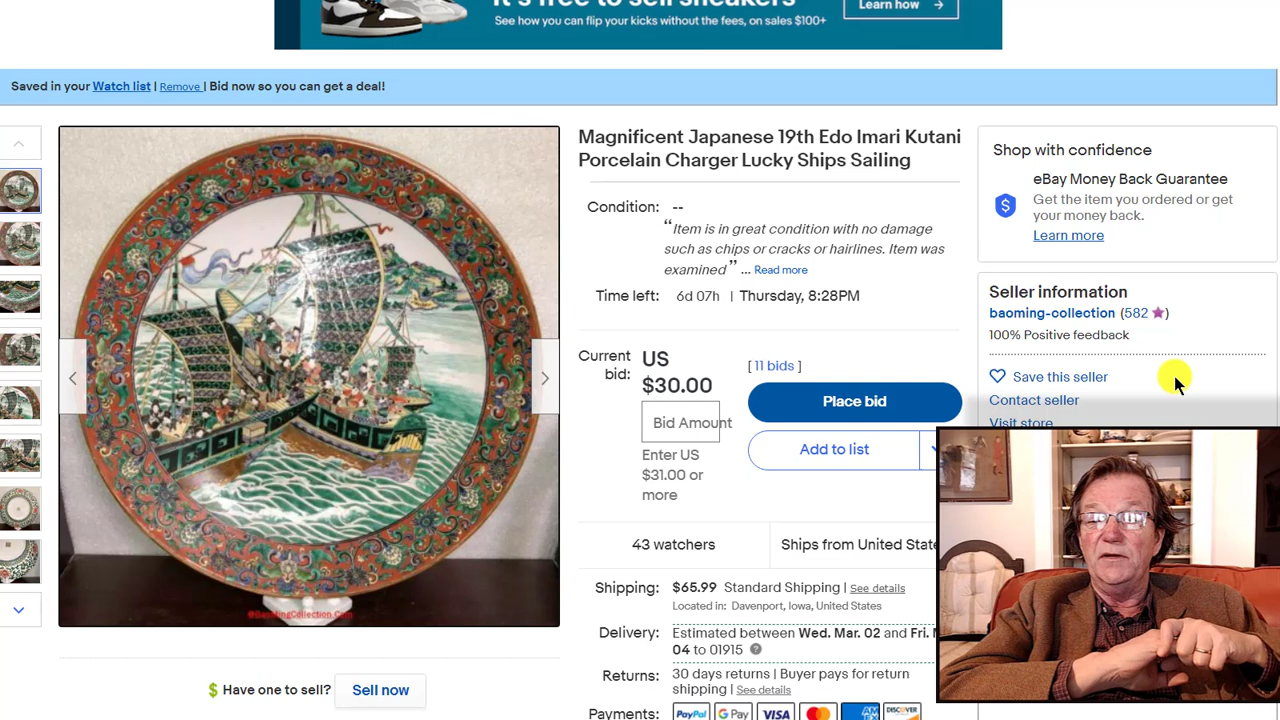 It's free to sell sneakers
See how you can flip your kicks without the fees, on sales $100+
Learn how
Saved in your Watch list | Remove | Bid now so you can get a deal!
Magnificent Japanese 19th Edo Imari Kutani
Porcelain Charger Lucky Ships Sailing
Condition: --
“Item is in great condition with no damage
such as chips or cracks or hairlines. Item was
examined” ... Read more
Time left: 6d 07h | Thursday, 8:28PM
Current bid: US $30.00 [ 11 bids ]
Bid Amount
Place bid
Enter US $31.00 or more
Add to list
43 watchers
Ships from United State
Shipping: $65.99 Standard Shipping | See details
Located in: Davenport, Iowa, United States
Delivery: Estimated between Wed. Mar. 02 and Fri.
04 to 01915
Returns: 30 days returns | Buyer pays for return
shipping | See details
Payments: PayPal G Pay VISA DISCOVER
Shop with confidence
eBay Money Back Guarantee
Get the item you ordered or get
your money back.
Learn more
Seller information
baoming-collection (582)
100% Positive feedback
Save this seller
Contact seller
Visit store
©BaomingCollection.Com
$ Have one to sell? Sell now